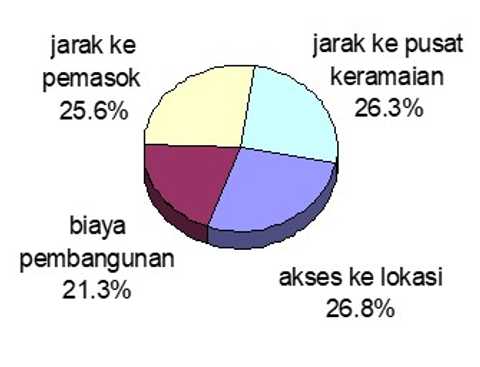 jarak ke
pemasok
25.6%
jarak ke pusat
keramaian
26.3%
biaya
pembangunan
21.3%
akses ke lokasi
26.8%